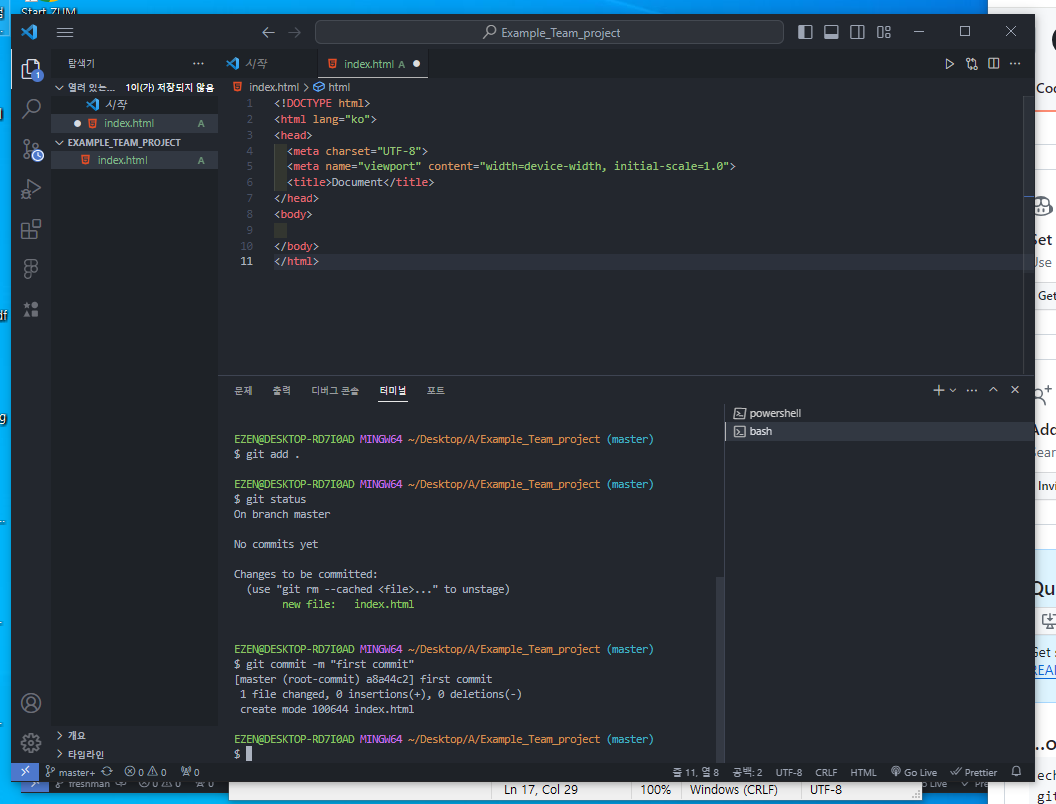 Start ZUM
Example_Team_project
탐색기
시작
index.html A
열려 있는... 1이(가) 저장되지 않음
시작
index.html A
EXAMPLE_TEAM_PROJECT
index.html A
index.html > html
1 <!DOCTYPE html>
2 <html lang="ko">
3 <head>
4 <meta charset="UTF-8">
5 <meta name="viewport" content="width=device-width, initial-scale=1.0">
6 <title>Document</title>
7 </head>
8 <body>
9
10 </body>
11 </html>
문제 출력 디버그 콘솔 터미널 포트
powershell
bash
EZEN@DESKTOP-RD7I0AD MINGW64 ~/Desktop/A/Example_Team_project (master)
$ git add .
EZEN@DESKTOP-RD7I0AD MINGW64 ~/Desktop/A/Example_Team_project (master)
$ git status
On branch master
No commits yet
Changes to be committed:
(use "git rm --cached <file>..." to unstage)
new file: index.html
EZEN@DESKTOP-RD7I0AD MINGW64 ~/Desktop/A/Example_Team_project (master)
$ git commit -m "first commit"
[master (root-commit) a8a44c2] first commit
1 file changed, 0 insertions(+), 0 deletions(-)
create mode 100644 index.html
EZEN@DESKTOP-RD7I0AD MINGW64 ~/Desktop/A/Example_Team_project (master)
$
개요
타임라인
master+ 0 0 0
줄 11, 열 8 공백: 2 UTF-8 CRLF HTML Go Live Prettier
freshman
Ln 17, Col 29 100% Windows (CRLF) UTF-8
Get
Invi
Qu
ech
git